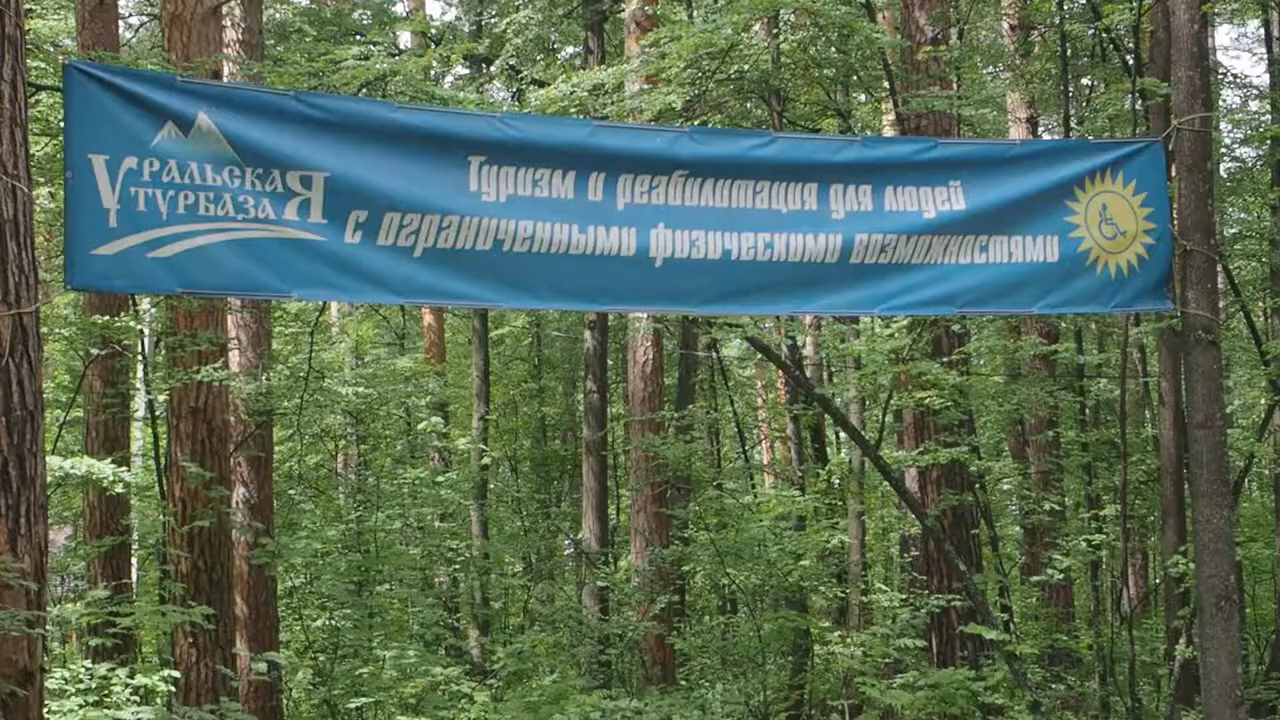 УРАЛЬСКАЯ
ТУРБАЗА
Туризм и реабилитация для людей
с ограниченными физическими возможностями